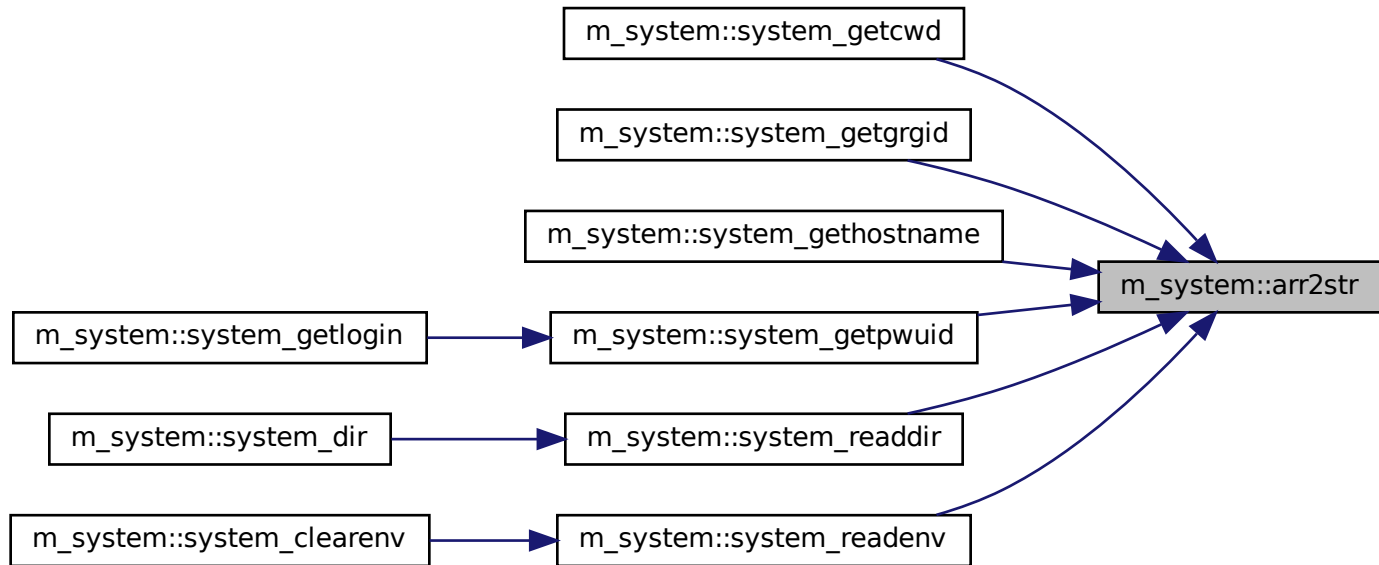 m_system::system_getcwd
m_system::system_getgrgid
m_system::system_gethostname
m_system::arr2str
m_system::system_getlogin
m_system::system_getpwuid
m_system::system_dir
m_system::system_readdir
m_system::system_clearenv
m_system::system_readenv